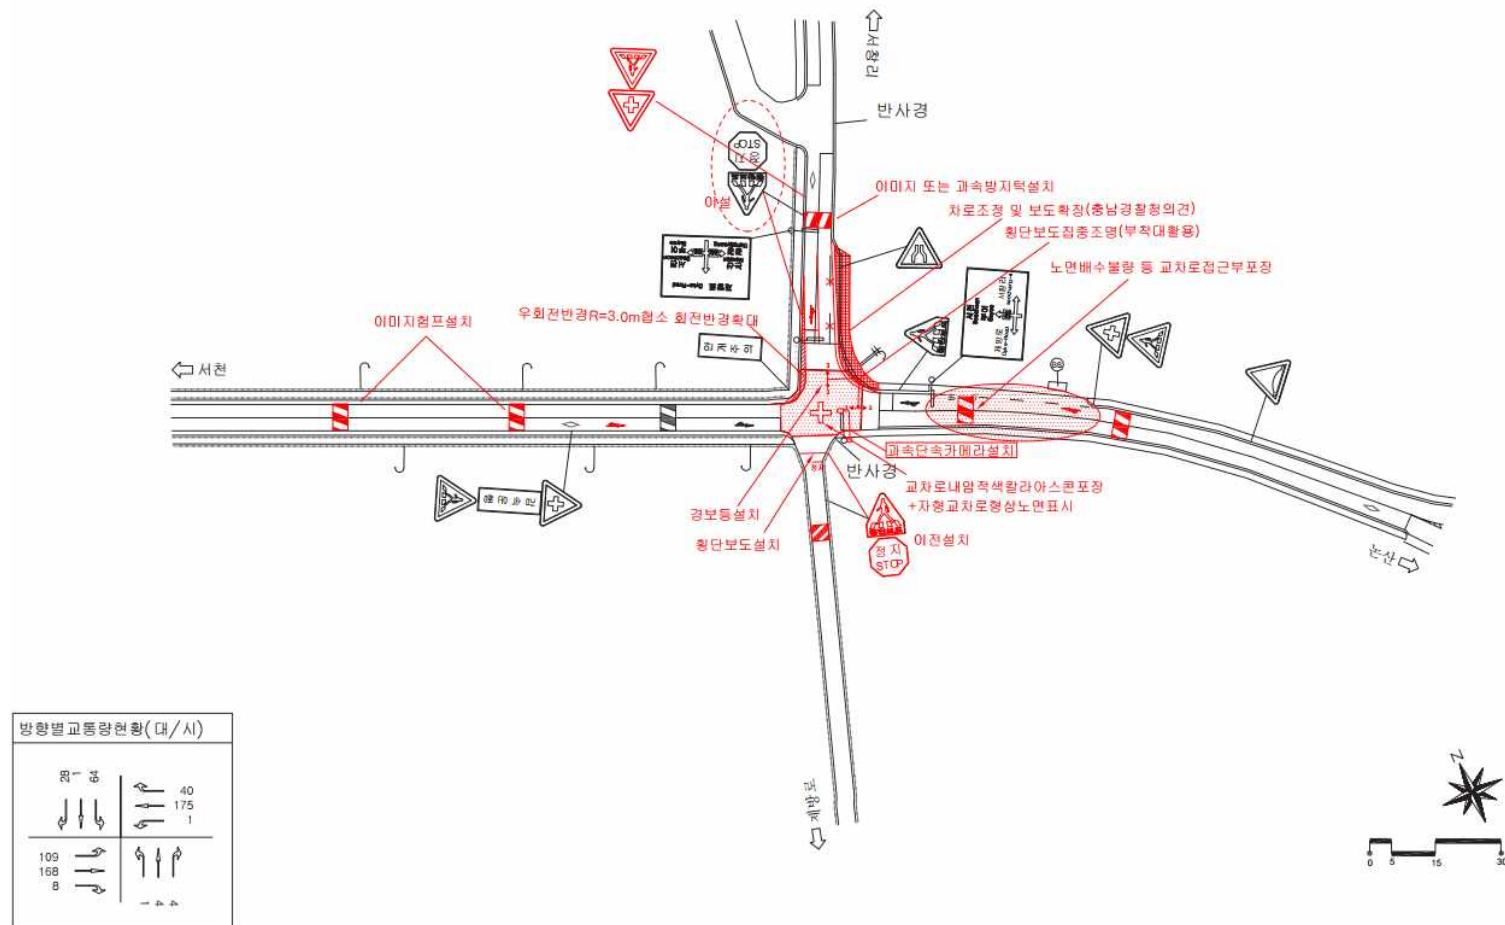 서창리
반사경
정지
STOP
이설
이미지 또는 과속방지턱설치
차로조정 및 보도확장(충남경찰청의견)
횡단보도집중조명(부착대활용)
노면배수불량 등 교차로접근부포장
우회전반경R=3.0m협소 회전반경확대
이미지험프설치
서천
과속단속카메라설치
반사경
교차로내암적색칼라아스콘포장
+자형교차로형상노면표시
경보등설치
횡단보도설치
이전설치
정지
STOP
논산
방향별교통량현황(대/시)
28
1
64
40
175
1
109
168
8
1
4
4
N
0
5
15
30